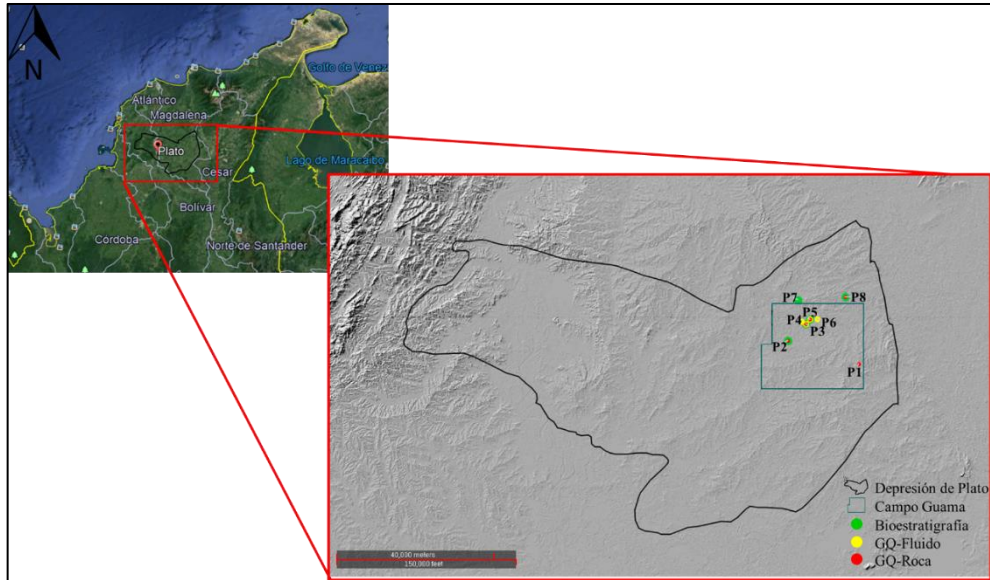 N
Golfo de Venez
Atlántico
Magdalena
Plato
Lago de Maracaibo
Cesar
Bolívar
Córdoba
Norte de Santander
P7
P8
P5
P4
P6
P3
P2
P1
Depresión de Plato
Campo Guama
Bioestratigrafía
GQ-Fluido
GQ-Roca
40,000 meters
150,000 feet